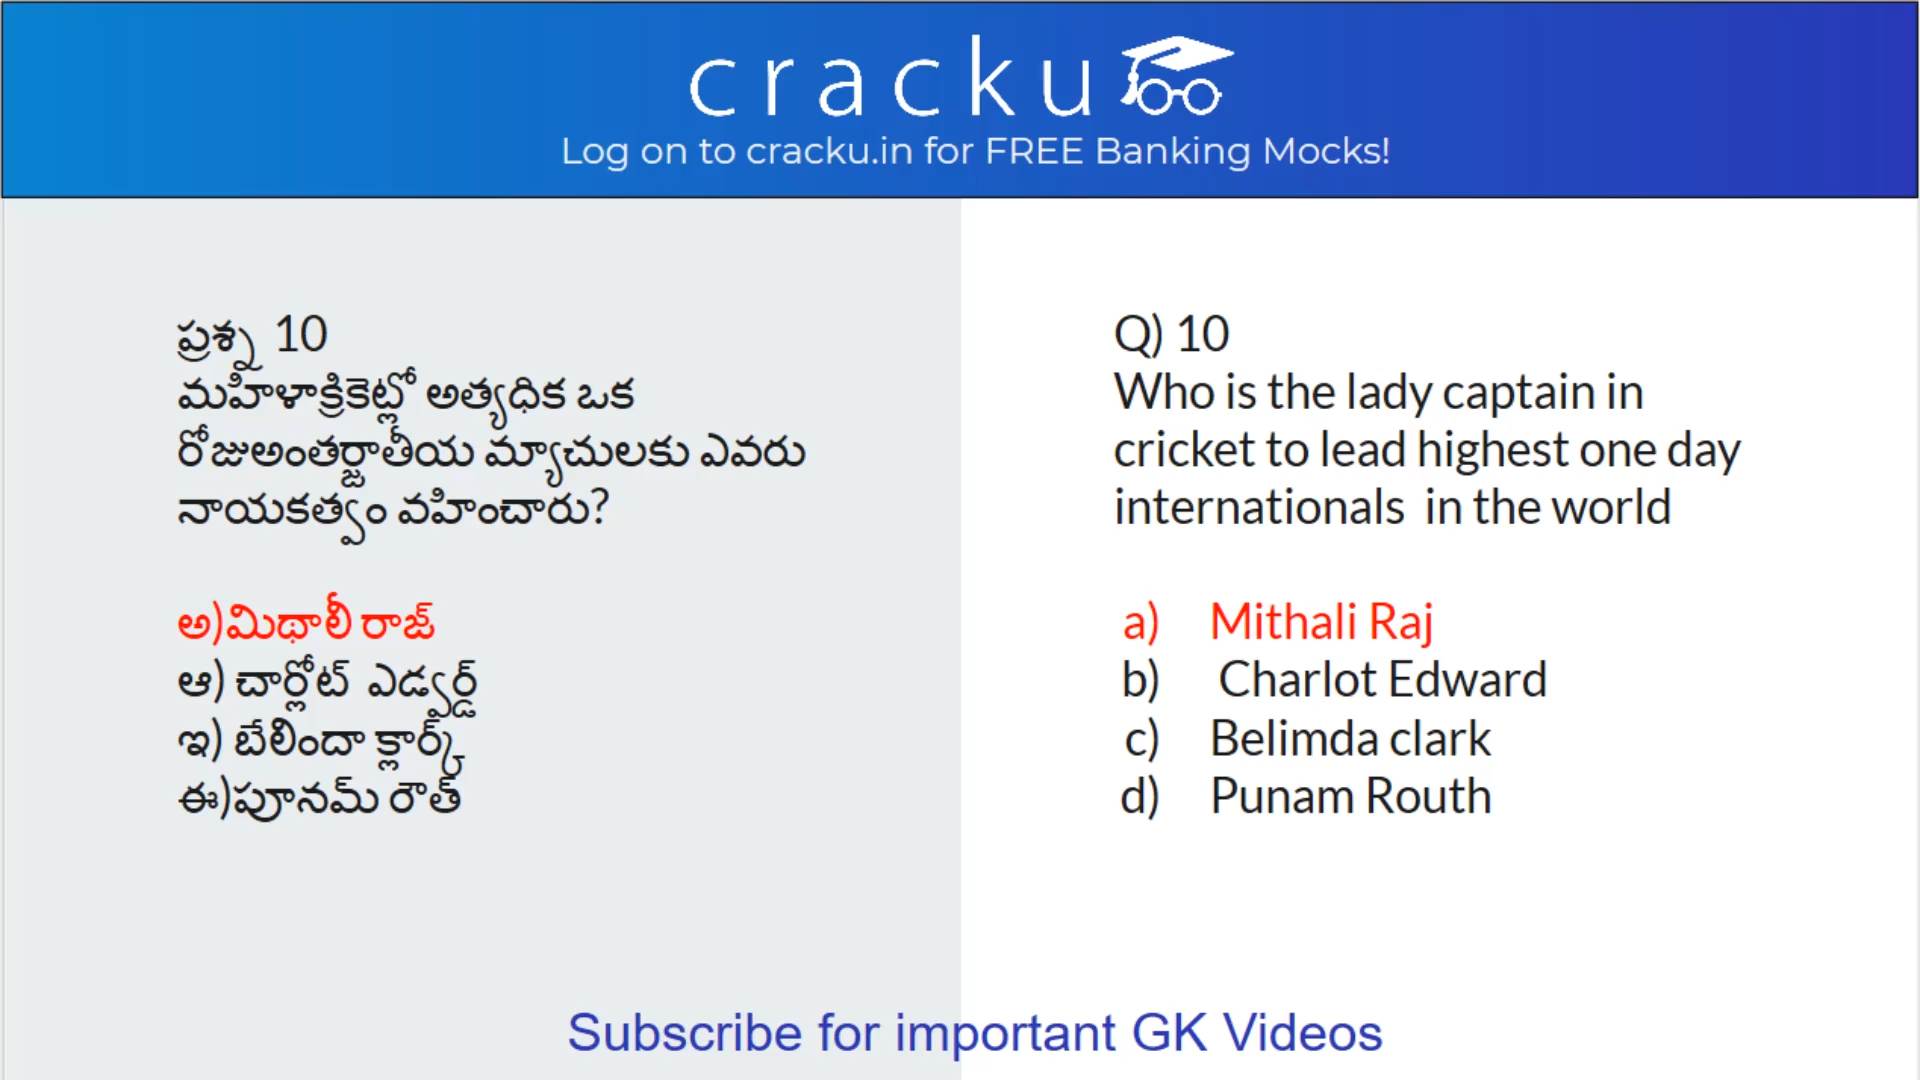 cracku
Log on to cracku.in for FREE Banking Mocks!
ప్రశ్న 10
మహిళాక్రికెట్లో అత్యధిక ఒక
రోజుఅంతర్జాతీయ మ్యాచులకు ఎవరు
నాయకత్వం వహించారు?
అ)మిథాలీ రాజ్
ఆ) చార్లోట్ ఎడ్వర్డ్
ఇ) బేలిందా క్లార్క్
ఈ)పూనమ్ రౌత్
Q) 10
Who is the lady captain in
cricket to lead highest one day
internationals in the world
a) Mithali Raj
b) Charlot Edward
c) Belimda clark
d) Punam Routh
Subscribe for important GK Videos